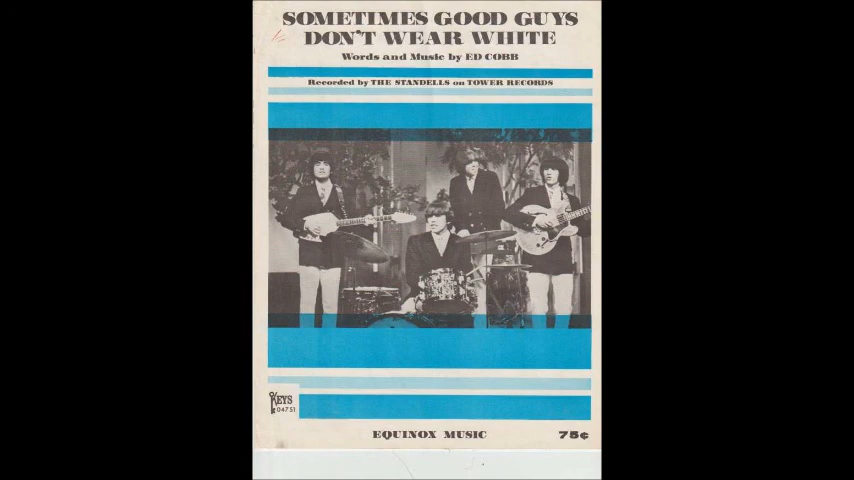 SOMETIMES GOOD GUYS
DON'T WEAR WHITE
Words and Music by ED COBB
Recorded by THE STANDELLS on TOWER RECORDS
KEYS
04751
EQUINOX MUSIC 75¢